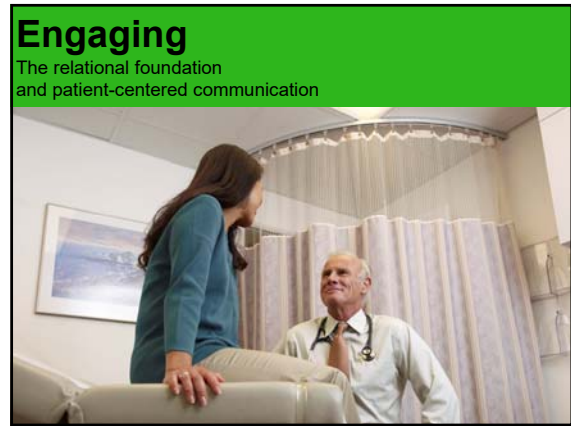 Engaging
The relational foundation
and patient-centered communication